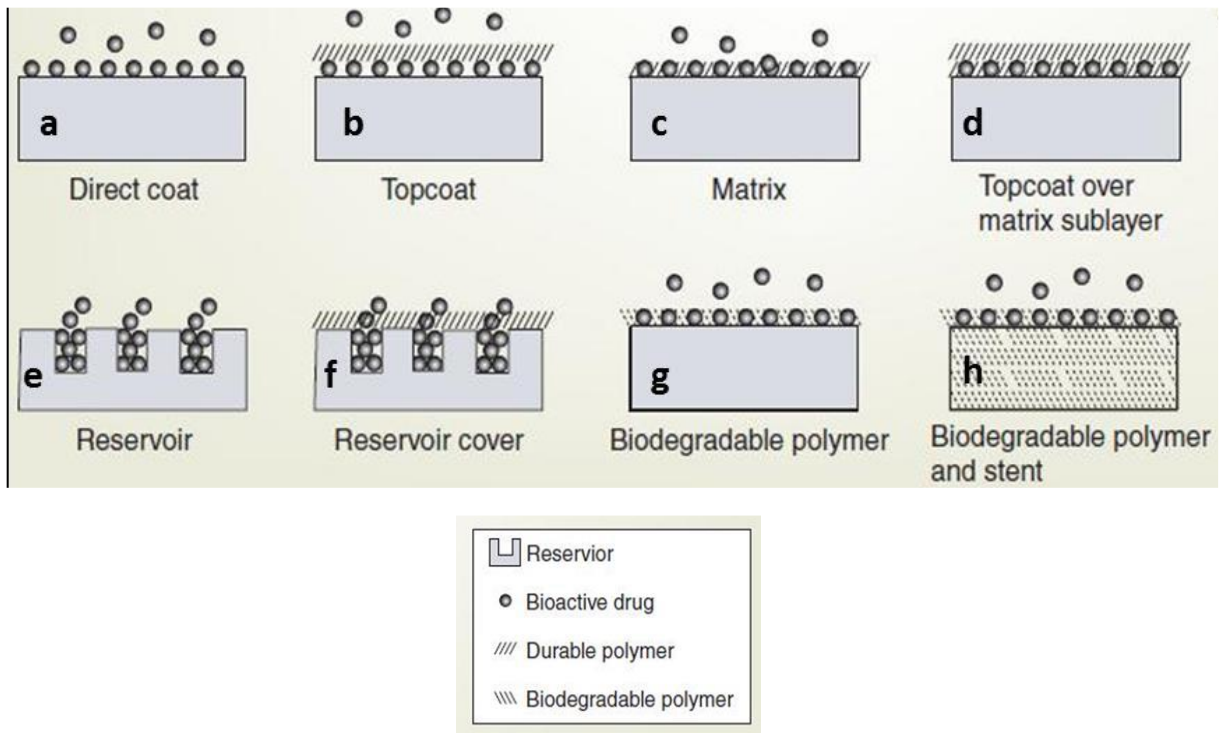 a
b
c
d
Direct coat
Topcoat
Matrix
Topcoat over
matrix sublayer
e
f
g
h
Reservoir
Reservoir cover
Biodegradable polymer
Biodegradable polymer
and stent
Reservior
Bioactive drug
Durable polymer
Biodegradable polymer